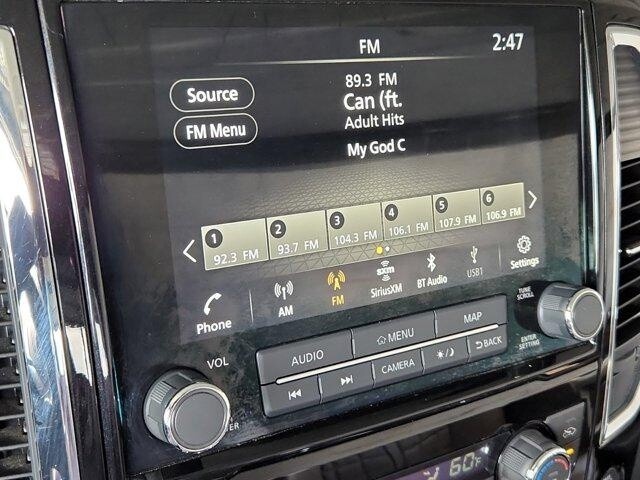 FM
2:47
Source
89.3 FM
Can (ft.
Adult Hits
FM Menu
My God C
1 2 3 4 5 6
92.3 FM 93.7 FM 104.3 FM 106.1 FM 107.9 FM 106.9 FM
Phone
AM
FM
sxm
SiriusXM
BT Audio
USB1
Settings
VOL
AUDIO
MENU
MAP
TUNE
SCROLL
CAMERA
BACK
ENTER
SETTING
60°F